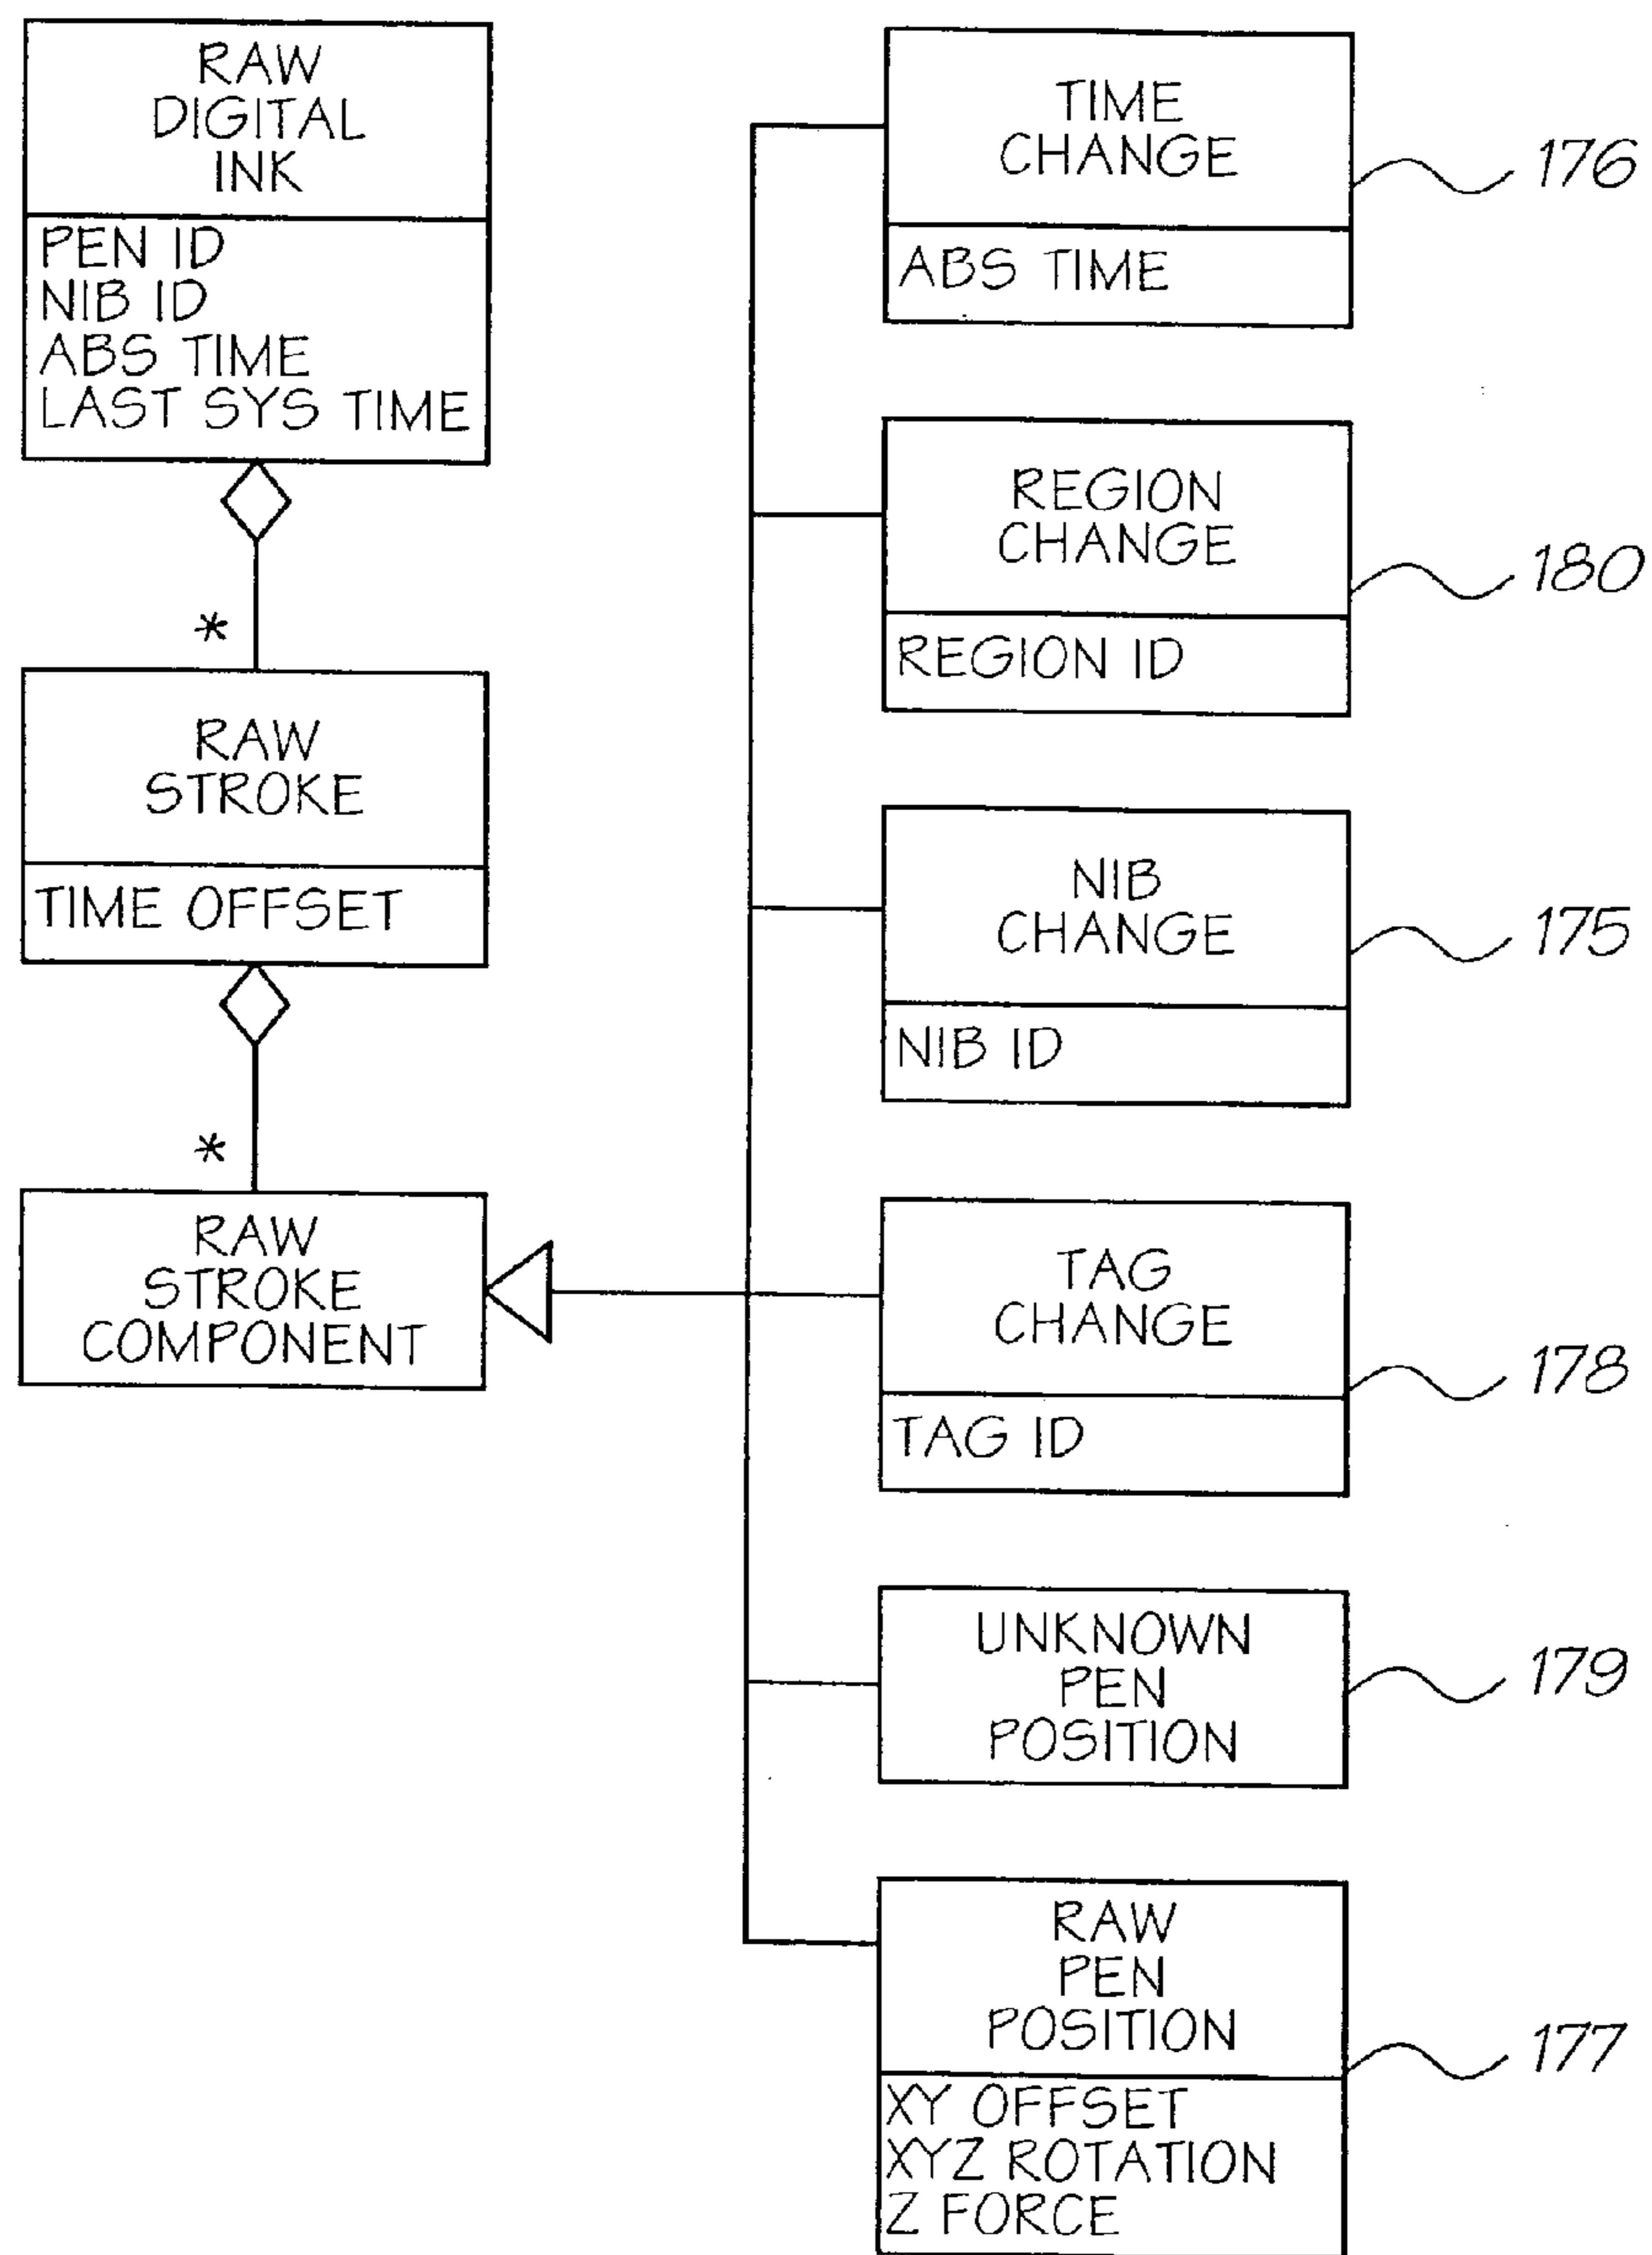 RAW
DIGITAL
INK
PEN ID
NIB ID
ABS TIME
LAST SYS TIME
*
RAW
STROKE
TIME OFFSET
*
RAW
STROKE
COMPONENT
TIME
CHANGE
ABS TIME
176
REGION
CHANGE
REGION ID
180
NIB
CHANGE
NIB ID
175
TAG
CHANGE
TAG ID
178
UNKNOWN
PEN
POSITION
179
RAW
PEN
POSITION
XY OFFSET
XYZ ROTATION
Z FORCE
177